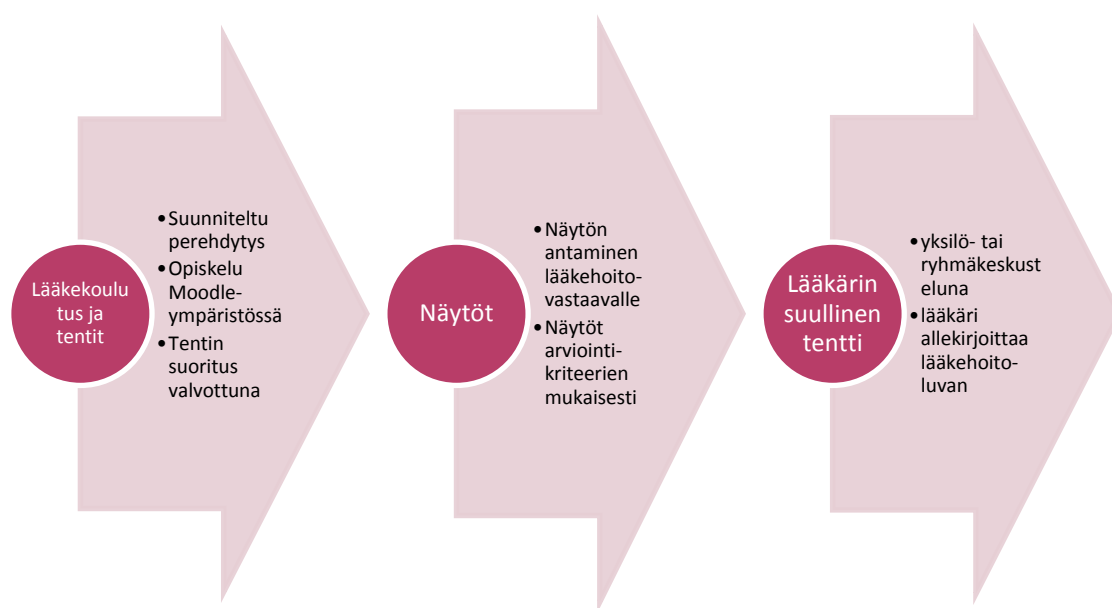 Lääkekoulu
tus ja
tentit
•Suunniteltu
perehdytys
•Opiskelu
Moodle-
ympäristössä
•Tentin
suoritus
valvottuna
Näytöt
•Näytön
antaminen
lääkehoito-
vastaavalle
•Näytöt
arviointi-
kriteerien
mukaisesti
Lääkärin
suullinen
tentti
•yksilö- tai
ryhmäkeskust
eluna
•lääkäri
allekirjoittaa
lääkehoito-
luvan